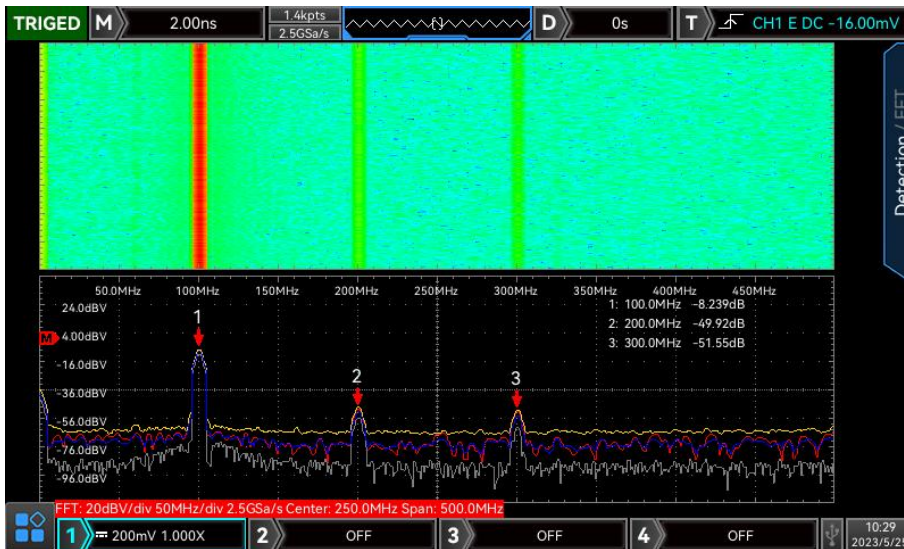 TRIGED M 2.00ns 1.4kpts 2.5GSa/s D 0s T CH1 E DC -16.00mV
Detection / FFT
50.0MHz 100MHz 150MHz 200MHz 250MHz 300MHz 350MHz 400MHz 450MHz
24.0dBV
M 4.00dBV
-16.0dBV
-36.0dBV
-56.0dBV
-76.0dBV
-96.0dBV
1: 100.0MHz -8.239dB
2: 200.0MHz -49.92dB
3: 300.0MHz -51.55dB
1
2
3
FFT: 20dBV/div 50MHz/div 2.5GSa/s Center: 250.0MHz Span: 500.0MHz
1 200mV 1.000X 2 OFF 3 OFF 4 OFF 10:29
2023/5/25